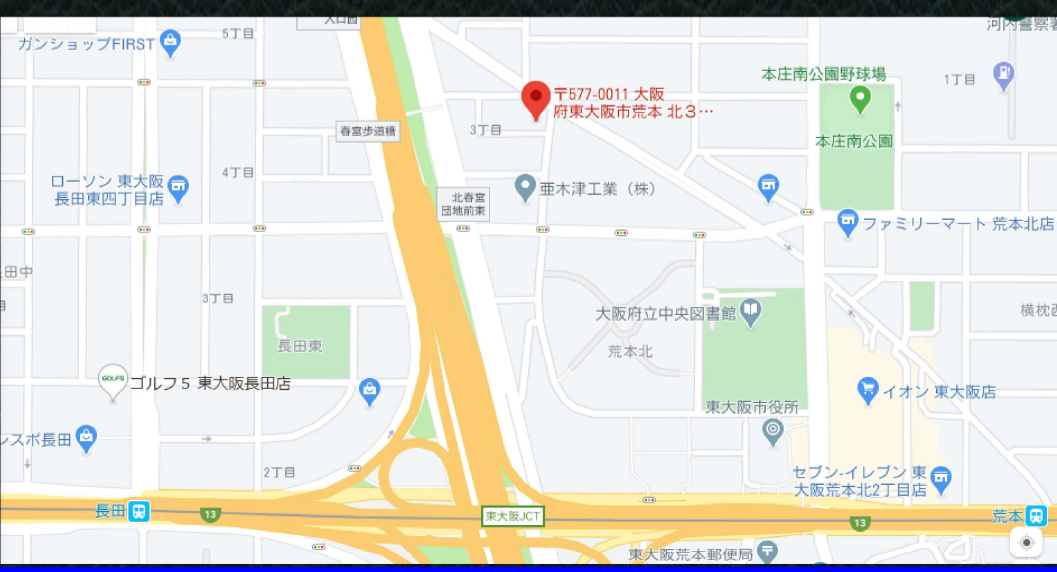 入口西
河内警察署
ガンショップFIRST
5丁目
本庄南公園野球場
1丁目
〒577-0011 大阪
府東大阪市荒本 北3…
春宮歩道橋
3丁目
本庄南公園
ローソン 東大阪
長田東四丁目店
4丁目
北春宮
団地前東
亜木津工業（株）
ファミリーマート 荒本北店
田中
3丁目
大阪府立中央図書館
横枕西
長田東
荒本北
GOLF5
ゴルフ５ 東大阪長田店
イオン 東大阪店
東大阪市役所
ンスポ長田
2丁目
セブン-イレブン 東
大阪荒本北2丁目店
長田
13
東大阪JCT
13
荒本
東大阪荒本郵便局